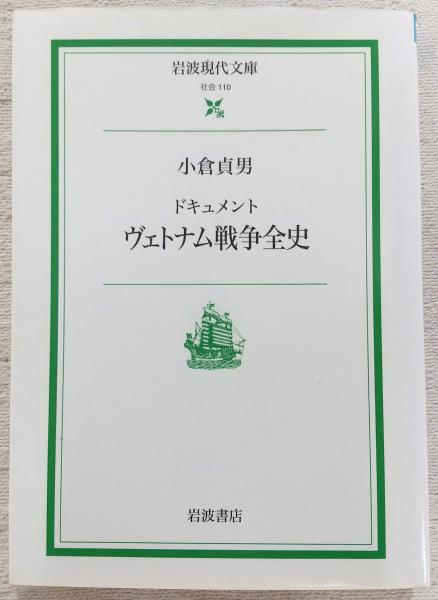 岩波現代文庫
社会 110
小倉貞男
ドキュメント
ヴェトナム戦争全史
岩波書店